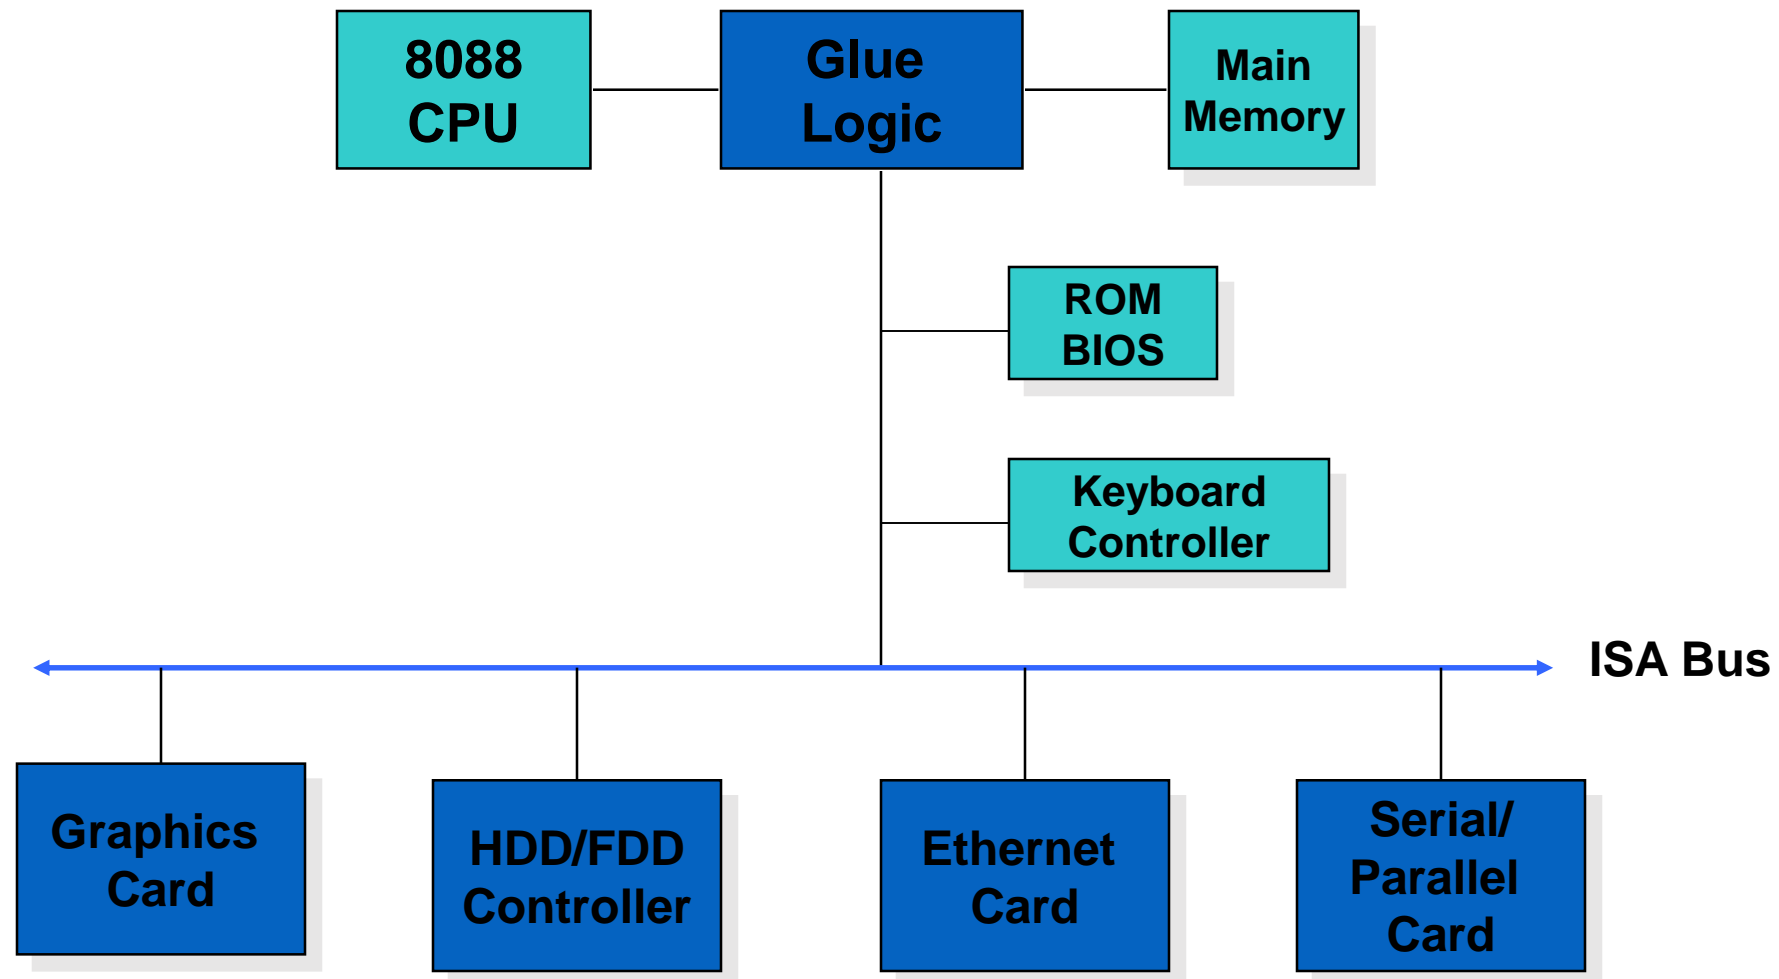 8088
CPU
Glue
Logic
Main
Memory
ROM
BIOS
Keyboard
Controller
ISA Bus
Graphics
Card
HDD/FDD
Controller
Ethernet
Card
Serial/
Parallel
Card